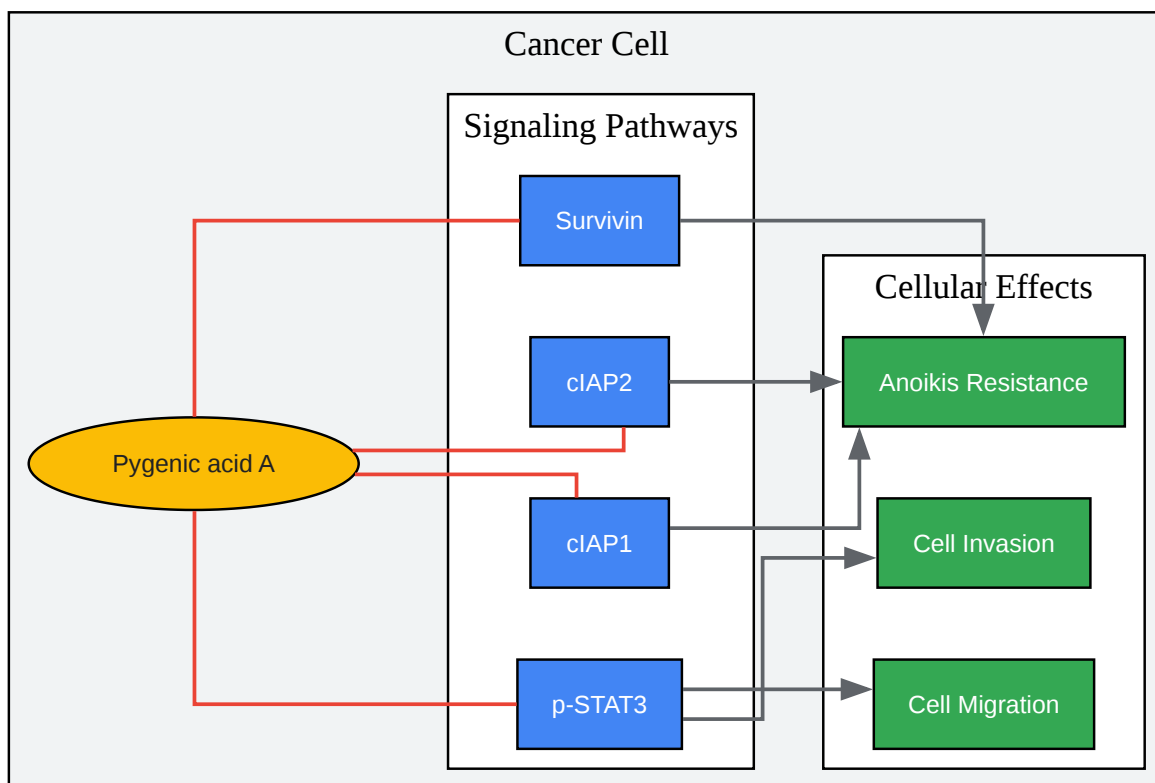 Cancer Cell
Signaling Pathways
Survivin
Cellular Effects
cIAP2
Anoikis Resistance
Pygenic acid A
cIAP1
Cell Invasion
p-STAT3
Cell Migration